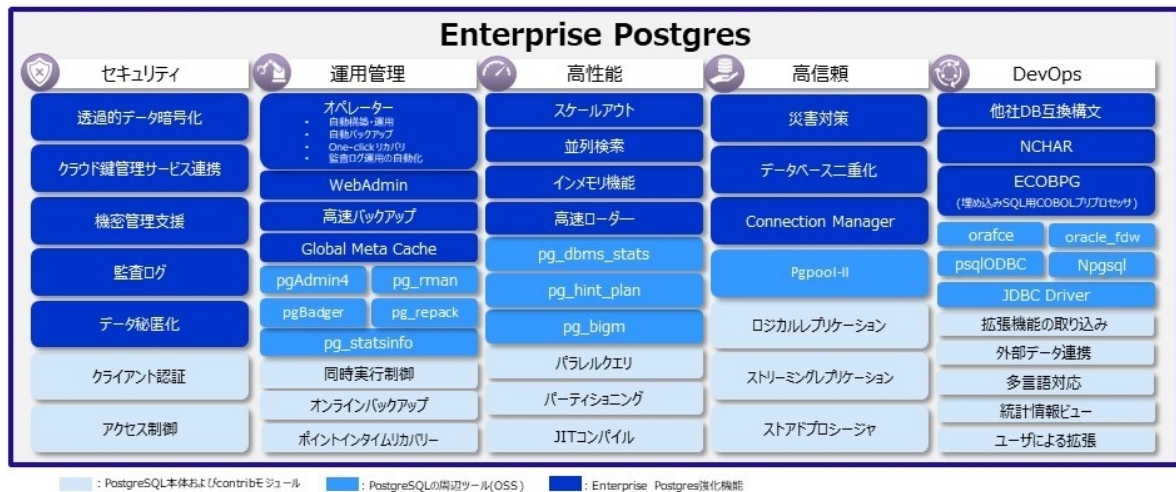 Enterprise Postgres
セキュリティ
透過的データ暗号化
クラウド鍵管理サービス連携
機密管理支援
監査ログ
データ秘匿化
クライアント認証
アクセス制御
運用管理
オペレーター
• 自動構築・運用
• 自動バックアップ
• One-clickリカバリ
• 監査ログ運用の自動化
WebAdmin
高速バックアップ
Global Meta Cache
pgAdmin4 pg_rman
pgBadger pg_repack
pg_statsinfo
同時実行制御
オンラインバックアップ
ポイントインタイムリカバリー
高性能
スケールアウト
並列検索
インメモリ機能
高速ローダー
pg_dbms_stats
pg_hint_plan
pg_bigm
パラレルクエリ
パーティショニング
JITコンパイル
高信頼
災害対策
データベース二重化
Connection Manager
Pgpool-II
ロジカルレプリケーション
ストリーミングレプリケーション
ストアドプロシージャ
DevOps
他社DB互換構文
NCHAR
ECOBPG
(埋め込みSQL用COBOLプリプロセッサ)
orafce oracle_fdw
psqlODBC Npgsql
JDBC Driver
拡張機能の取り込み
外部データ連携
多言語対応
統計情報ビュー
ユーザによる拡張
: PostgreSQL本体およびcontribモジュール : PostgreSQLの周辺ツール(OSS) : Enterprise Postgres強化機能